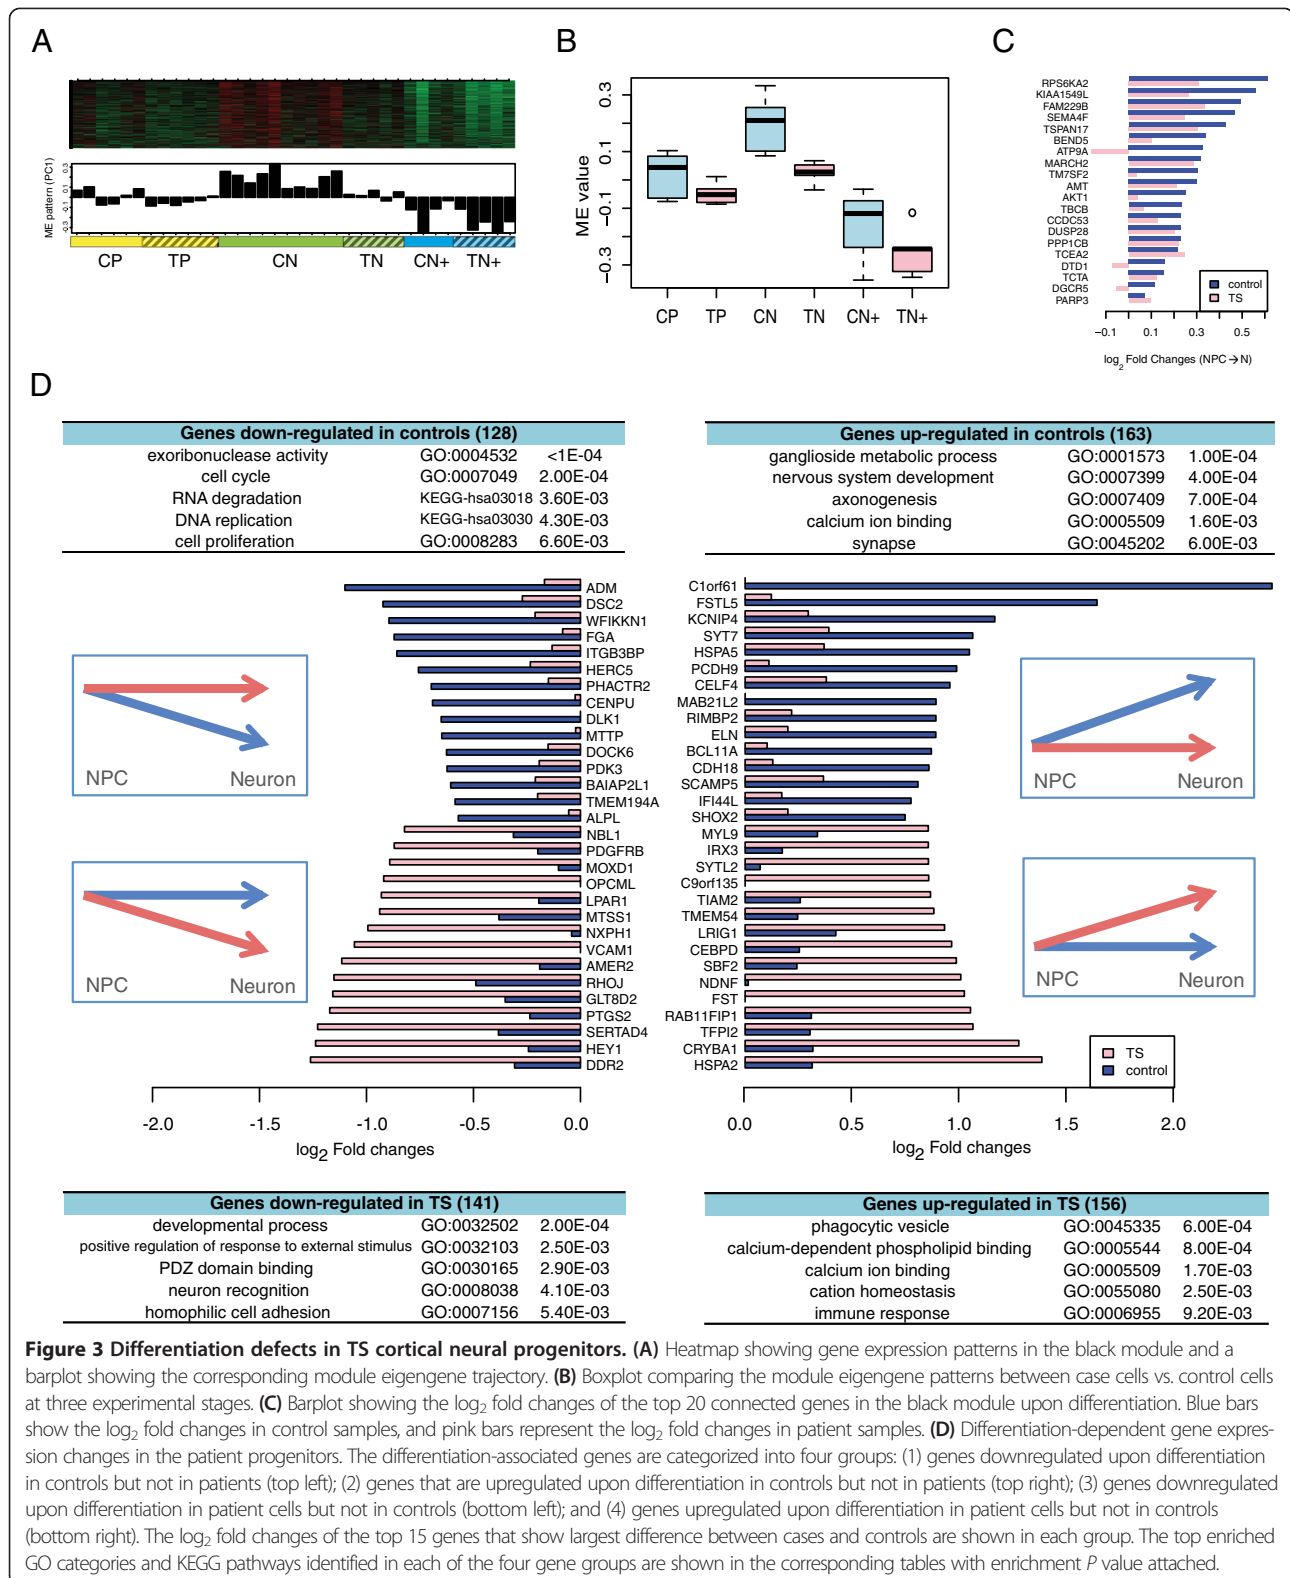 A
B
C
ME pattern (PC1)
0.3
0.1
-0.1
-0.3
CP TP CN TN CN+ TN+
ME value
0.3
0.1
-0.1
-0.3
CP TP CN TN CN+ TN+
RPS6KA2
KIAA1549L
FAM229B
SEMA4F
TSPAN17
BEND5
ATP9A
MARCH2
TM7SF2
AMT
AKT1
TBCB
CCDC53
DUSP28
PPP1CB
TCEA2
DTD1
TCTA
DGCR5
PARP3
control
TS
-0.1 0.1 0.3 0.5
log2 Fold Changes (NPC→N)
D
Genes down-regulated in controls (128)
exoribonuclease activity GO:0004532 <1E-04
cell cycle GO:0007049 2.00E-04
RNA degradation KEGG-hsa03018 3.60E-03
DNA replication KEGG-hsa03030 4.30E-03
cell proliferation GO:0008283 6.60E-03
Genes up-regulated in controls (163)
ganglioside metabolic process GO:0001573 1.00E-04
nervous system development GO:0007399 4.00E-04
axonogenesis GO:0007409 7.00E-04
calcium ion binding GO:0005509 1.60E-03
synapse GO:0045202 6.00E-03
NPC Neuron
NPC Neuron
ADM
DSC2
WFIKKN1
FGA
ITGB3BP
HERC5
PHACTR2
CENPU
DLK1
MTTP
DOCK6
PDK3
BAIAP2L1
TMEM194A
ALPL
NBL1
PDGFRB
MOXD1
OPCML
LPAR1
MTSS1
NXPH1
VCAM1
AMER2
RHOJ
GLT8D2
PTGS2
SERTAD4
HEY1
DDR2
-2.0 -1.5 -1.0 -0.5 0.0
log2 Fold changes
C1orf61
FSTL5
KCNIP4
SYT7
HSPA5
PCDH9
CELF4
MAB21L2
RIMBP2
ELN
BCL11A
CDH18
SCAMP5
IFI44L
SHOX2
MYL9
IRX3
SYTL2
C9orf135
TIAM2
TMEM54
LRIG1
CEBPD
SBF2
NDNF
FST
RAB11FIP1
TFPI2
CRYBA1
HSPA2
NPC Neuron
NPC Neuron
TS
control
0.0 0.5 1.0 1.5 2.0
log2 Fold changes
Genes down-regulated in TS (141)
developmental process GO:0032502 2.00E-04
positive regulation of response to external stimulus GO:0032103 2.50E-03
PDZ domain binding GO:0030165 2.90E-03
neuron recognition GO:0008038 4.10E-03
homophilic cell adhesion GO:0007156 5.40E-03
Genes up-regulated in TS (156)
phagocytic vesicle GO:0045335 6.00E-04
calcium-dependent phospholipid binding GO:0005544 8.00E-04
calcium ion binding GO:0005509 1.70E-03
cation homeostasis GO:0055080 2.50E-03
immune response GO:0006955 9.20E-03
Figure 3 Differentiation defects in TS cortical neural progenitors. (A) Heatmap showing gene expression patterns in the black module and a
barplot showing the corresponding module eigengene trajectory. (B) Boxplot comparing the module eigengene patterns between case cells vs. control cells
at three experimental stages. (C) Barplot showing the log2 fold changes of the top 20 connected genes in the black module upon differentiation. Blue bars
show the log2 fold changes in control samples, and pink bars represent the log2 fold changes in patient samples. (D) Differentiation-dependent gene expres-
sion changes in the patient progenitors. The differentiation-associated genes are categorized into four groups: (1) genes downregulated upon differentiation
in controls but not in patients (top left); (2) genes that are upregulated upon differentiation in controls but not in patients (top right); (3) genes downregulated
upon differentiation in patient cells but not in controls (bottom left); and (4) genes upregulated upon differentiation in patient cells but not in controls
(bottom right). The log2 fold changes of the top 15 genes that show largest difference between cases and controls are shown in each group. The top enriched
GO categories and KEGG pathways identified in each of the four gene groups are shown in the corresponding tables with enrichment P value attached.